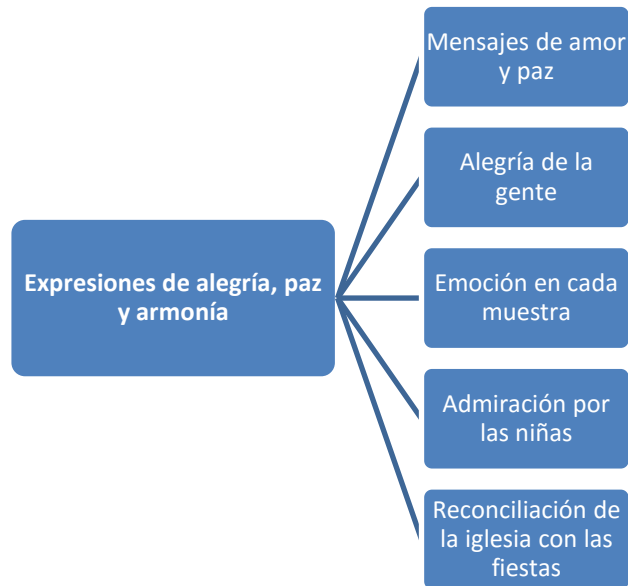 Expresiones de alegría, paz
y armonía
Mensajes de amor
y paz
Alegría de la
gente
Emoción en cada
muestra
Admiración por
las niñas
Reconciliación de
la iglesia con las
fiestas